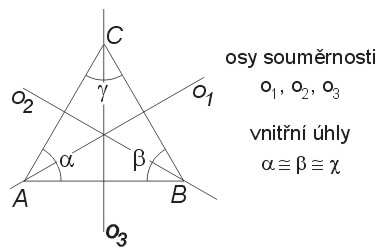 C
o2
γ
o1
α
β
A
B
o3
osy souměrnosti
o1, o2, o3
vnitřní úhly
α ≅ β ≅ χ